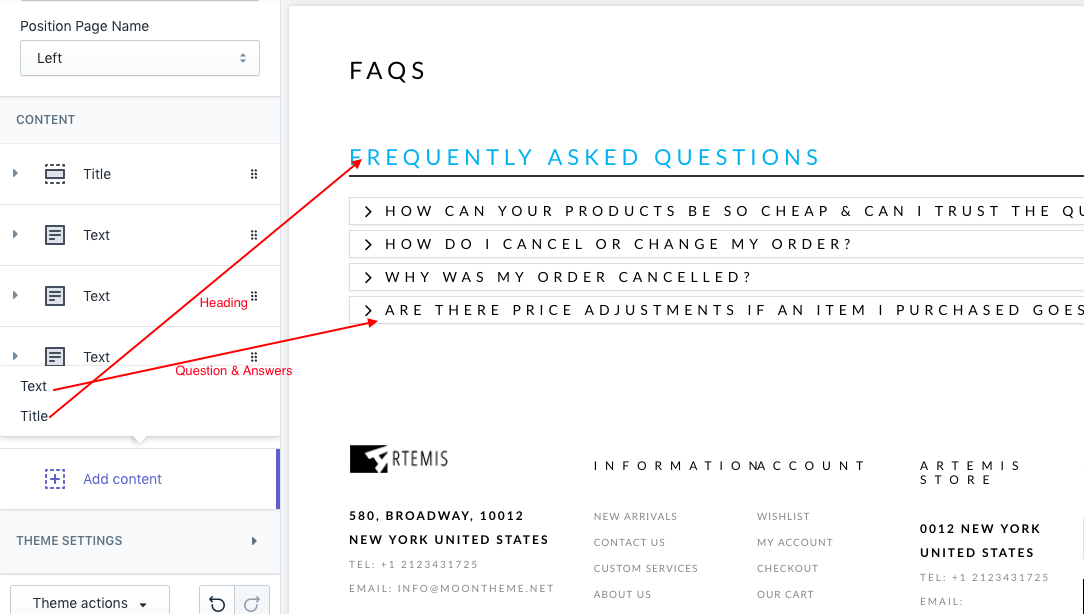 Position Page Name
Left
CONTENT
Title
Text
Text
Text
Text
Title
Add content
THEME SETTINGS
Theme actions
Heading
Question & Answers
FAQS
FREQUENTLY ASKED QUESTIONS
HOW CAN YOUR PRODUCTS BE SO CHEAP & CAN I TRUST THE QU
HOW DO I CANCEL OR CHANGE MY ORDER?
WHY WAS MY ORDER CANCELLED?
ARE THERE PRICE ADJUSTMENTS IF AN ITEM I PURCHASED GOES
ARTEMIS
580, BROADWAY, 10012
NEW YORK UNITED STATES
TEL: +1 2123431725
EMAIL: INFO@MOONTHEME.NET
INFORMATION
NEW ARRIVALS
CONTACT US
CUSTOM SERVICES
ABOUT US
ACCOUNT
WISHLIST
MY ACCOUNT
CHECKOUT
OUR CART
ARTEMIS
STORE
0012 NEW YORK
UNITED STATES
TEL: +1 2123431725
EMAIL: